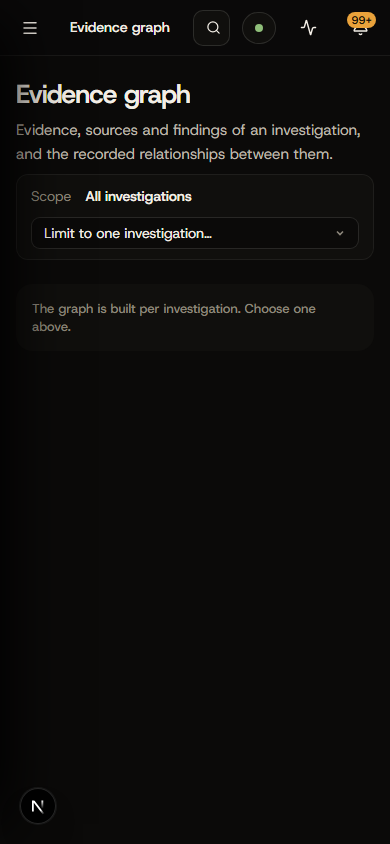 Evidence graph
99+
Evidence graph
Evidence, sources and findings of an investigation,
and the recorded relationships between them.
Scope All investigations
Limit to one investigation...
The graph is built per investigation. Choose one
above.
N